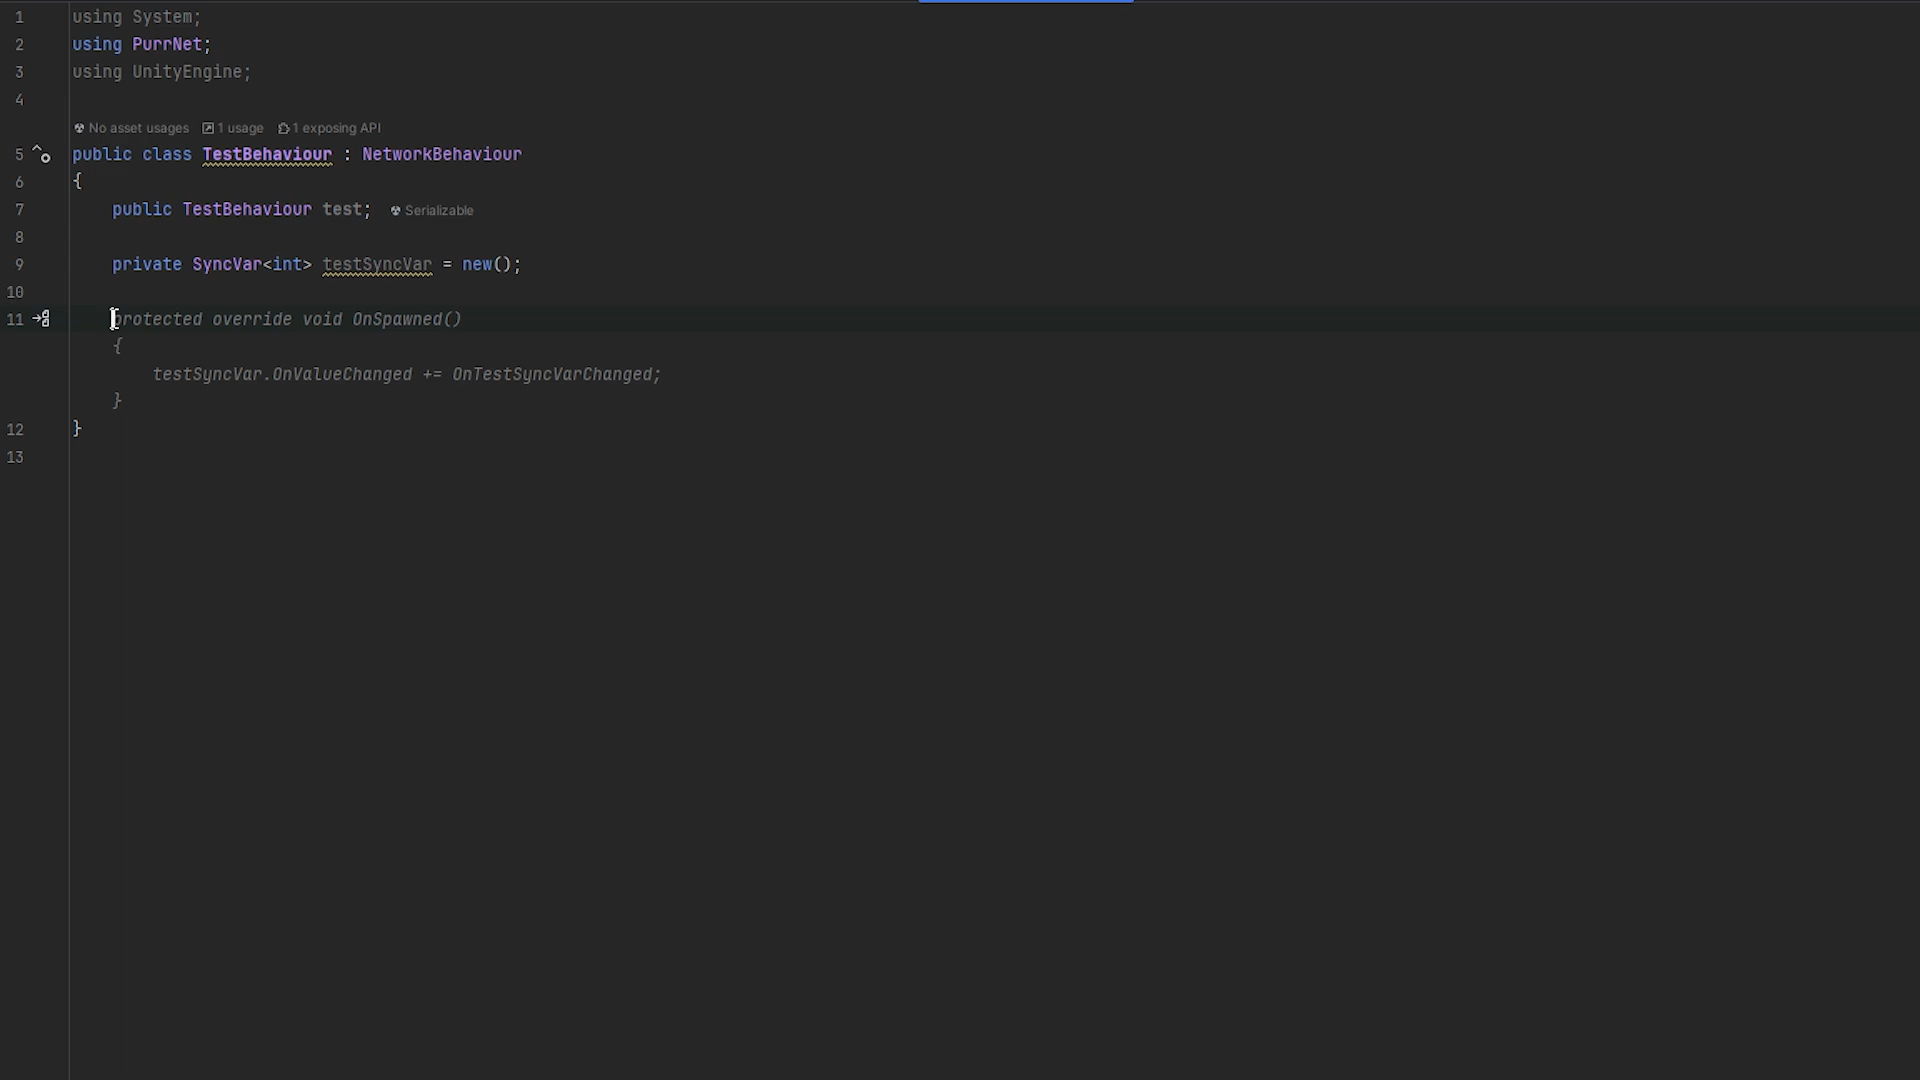 1 using System;
2 using PurrNet;
3 using UnityEngine;
4
No asset usages 1 usage 1 exposing API
5 public class TestBehaviour : NetworkBehaviour
6 {
7 public TestBehaviour test; Serializable
8
9 private SyncVar<int> testSyncVar = new();
10
11 protected override void OnSpawned()
{
testSyncVar.OnValueChanged += OnTestSyncVarChanged;
}
12 }
13